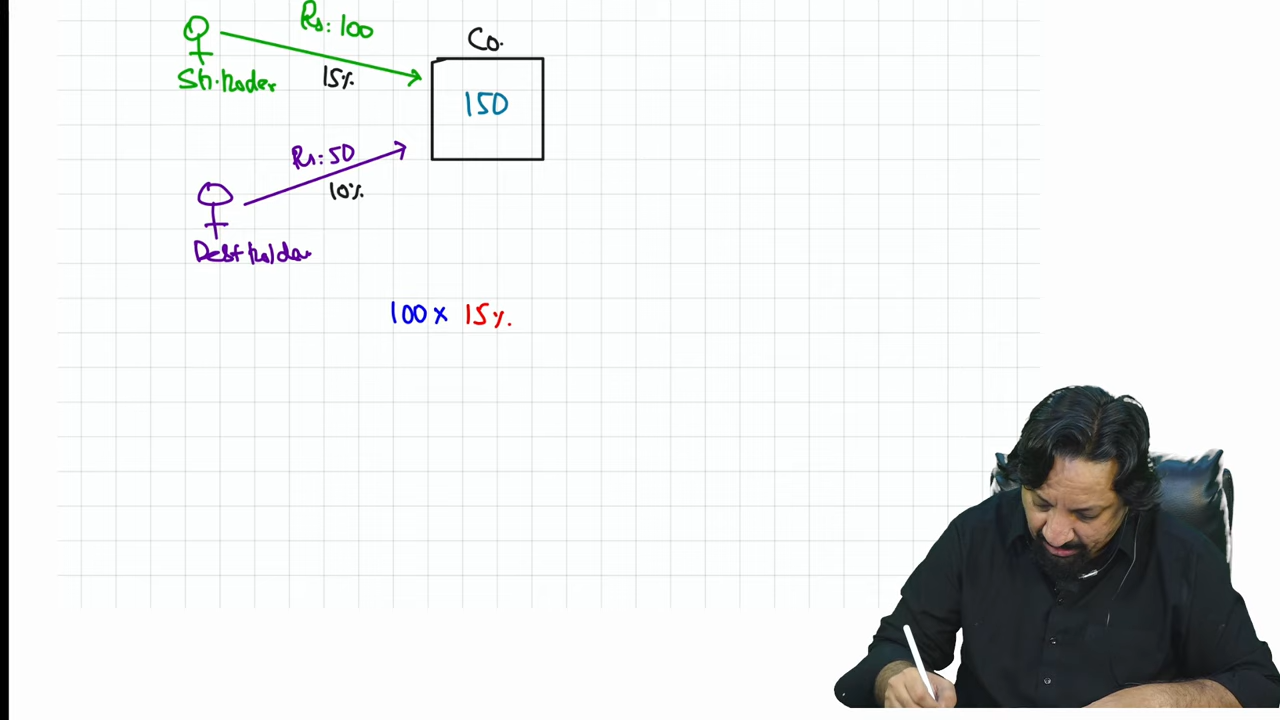 Rs: 100
15%
Sh.holder
Co.
150
Rs: 50
10%
Debt holder
100 x 15%.